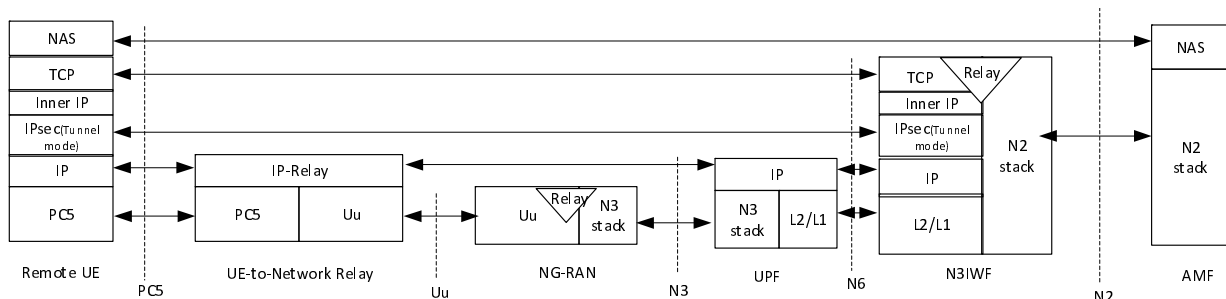 NAS
TCP
Inner IP
IPsec(Tunnel
mode)
IP
PC5
Remote UE
PC5
IP-Relay
PC5
Uu
UE-to-Network Relay
Uu
Uu
Relay
N3
stack
NG-RAN
N3
IP
N3
stack
L2/L1
UPF
N6
TCP
Relay
Inner IP
IPsec(Tunnel
mode)
IP
L2/L1
N2
stack
N3IWF
N2
NAS
N2
stack
AMF